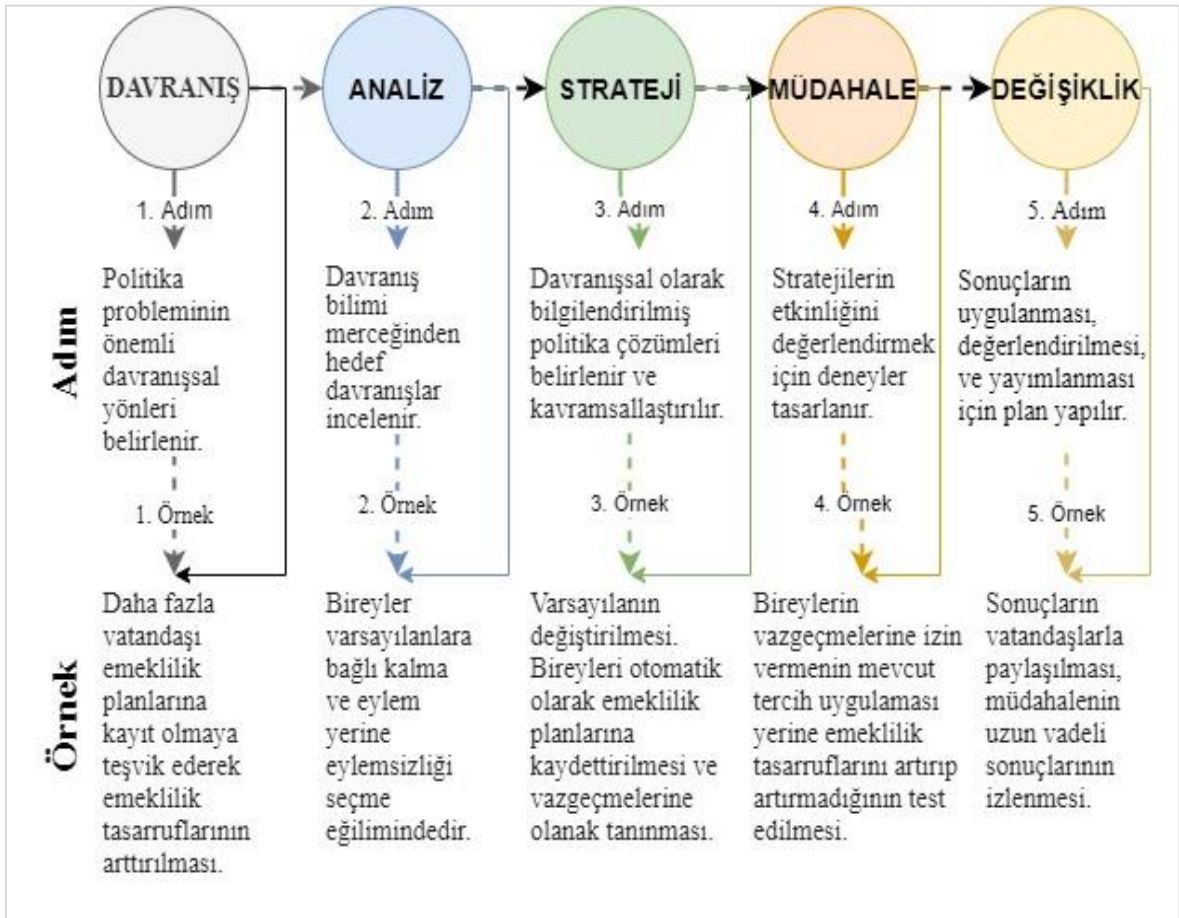 DAVRANIŞ
ANALİZ
STRATEJİ
MÜDAHALE
DEĞİŞİKLİK
1. Adım
2. Adım
3. Adım
4. Adım
5. Adım
Adım
Politika
probleminin
önemli
davranışsal
yönleri
belirlenir.
Davranış
bilimi
merceğinden
hedef
davranışlar
incelenir.
Davranışsal olarak
bilgilendirilmiş
politika çözümleri
belirlenir ve
kavramsallaştırılır.
Stratejilerin
etkinliğini
değerlendirmek
için deneyler
tasarlanır.
Sonuçların
uygulanması,
değerlendirilmesi,
ve yayımlanması
için plan yapılır.
1. Örnek
2. Örnek
3. Örnek
4. Örnek
5. Örnek
Örnek
Daha fazla
vatandaşı
emeklilik
planlarına
kayıt olmaya
teşvik ederek
emeklilik
tasarruflarının
arttırılması.
Bireyler
varsayılanlara
bağlı kalma
ve eylem
yerine
eylemsizliği
seçme
eğilimindedir.
Varsayılanın
değiştirilmesi.
Bireyleri otomatik
olarak emeklilik
planlarına
kaydettirilmesi ve
vazgeçmelerine
olanak tanınması.
Bireylerin
vazgeçmelerine izin
vermenin mevcut
tercih uygulaması
yerine emeklilik
tasarruflarını artırıp
artırmadığının test
edilmesi.
Sonuçların
vatandaşlarla
paylaşılması,
müdahalenin
uzun vadeli
sonuçlarının
izlenmesi.